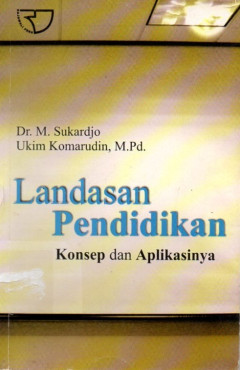 Dr. M. Sukardjo
Ukim Komarudin, M.Pd.
Landasan
Pendidikan
Konsep dan Aplikasinya